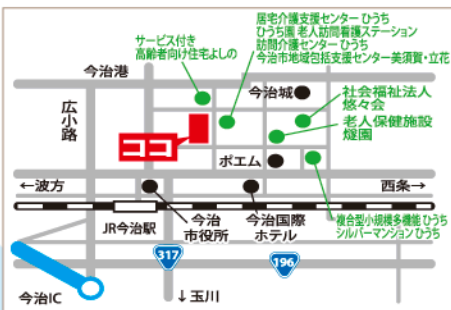 居宅介護支援センター ひうち
ひうち園 老人訪問看護ステーション
訪問介護センター ひうち
今治市地域包括支援センター美須賀・立花
サービス付き
高齢者向け住宅よしの
今治港
今治城
社会福祉法人
悠々会
広小路
老人保健施設
燧園
ココ
ポエム
←波方
西条→
JR今治駅
今治
市役所
今治国際
ホテル
複合型小規模多機能 ひうち
シルバーマンション ひうち
317
196
今治IC
↓玉川